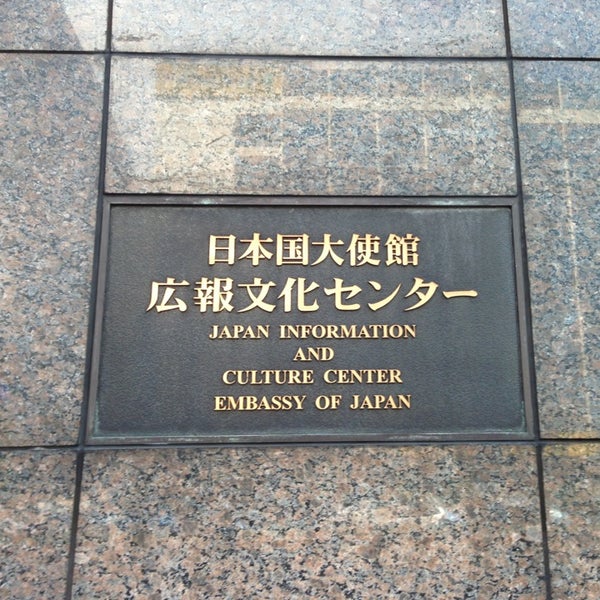 日本国大使館
広報文化センター
JAPAN INFORMATION
AND
CULTURE CENTER
EMBASSY OF JAPAN